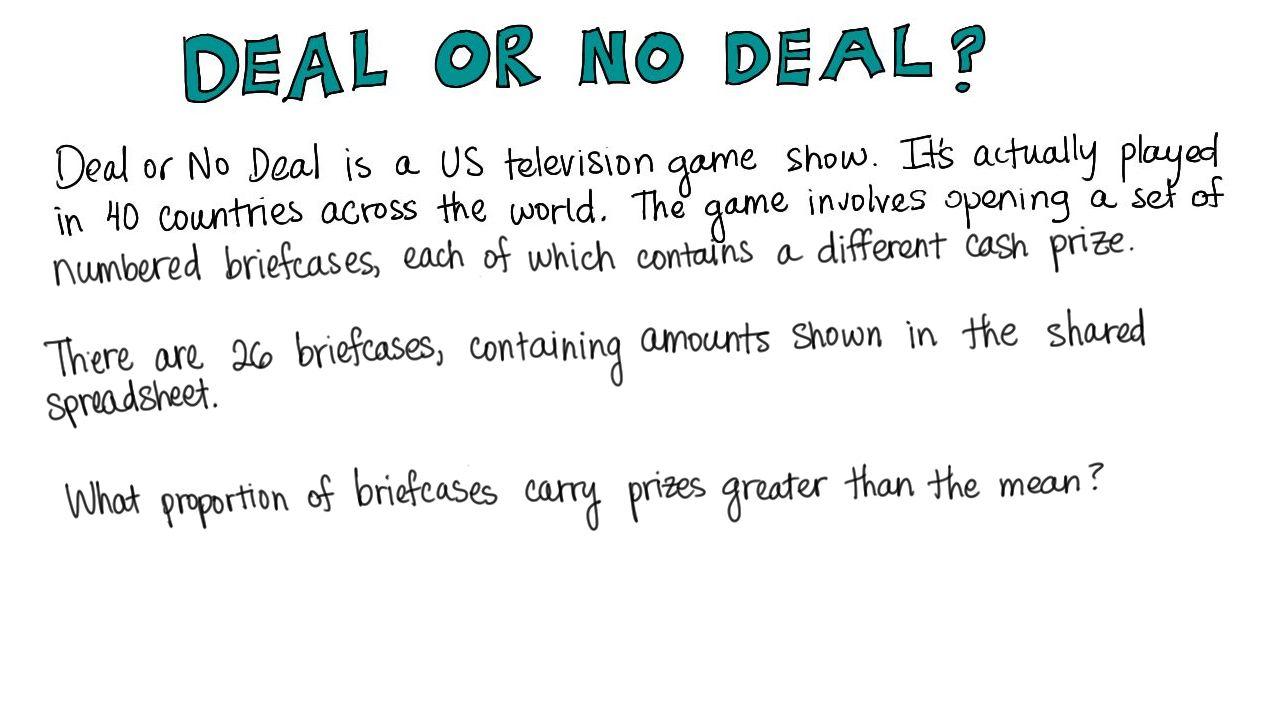 DEAL OR NO DEAL?
Deal or No Deal is a US television game show. It's actually played
in 40 countries across the world. The game involves opening a set of
numbered briefcases, each of which contains a different cash prize.
There are 26 briefcases, containing amounts shown in the shared
spreadsheet.
What proportion of briefcases carry prizes greater than the mean?